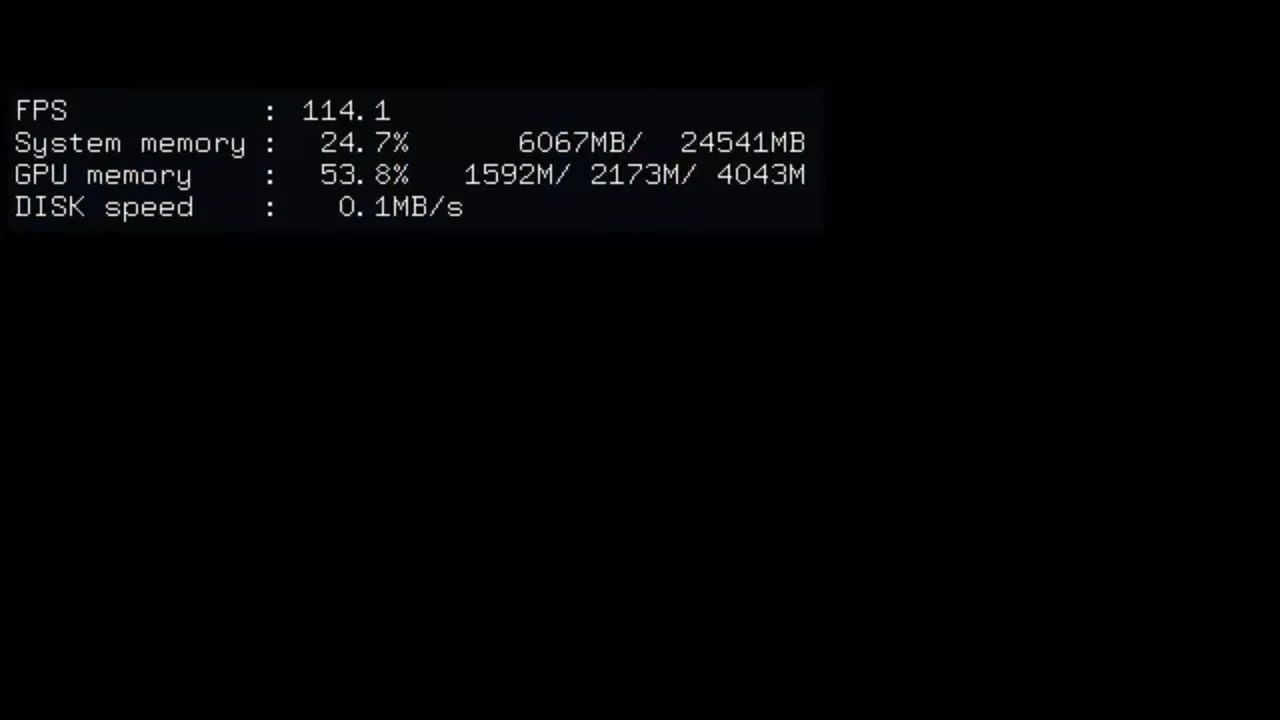 FPS : 114.1
System memory : 24.7% 6067MB/ 24541MB
GPU memory : 53.8% 1592M/ 2173M/ 4043M
DISK speed : 0.1MB/s